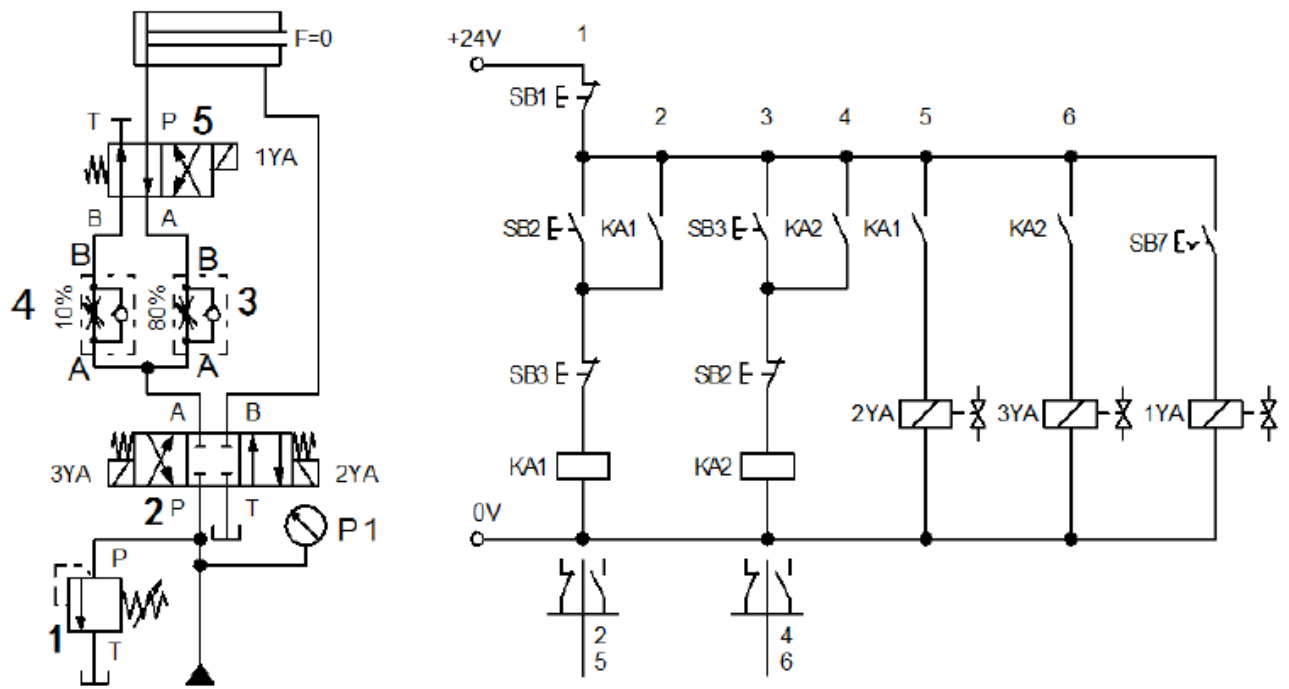 F=0
T P 5
1YA
B A
B B
4 10% 80% 3
A A
A B
3YA 2YA
2 P T
P1
P
1 T
+24V 1
SB1
2 3 4 5 6
SB2 KA1 SB3 KA2 KA1 KA2 SB7
SB3 SB2
2YA 3YA 1YA
KA1 KA2
0V
2 4
5 6